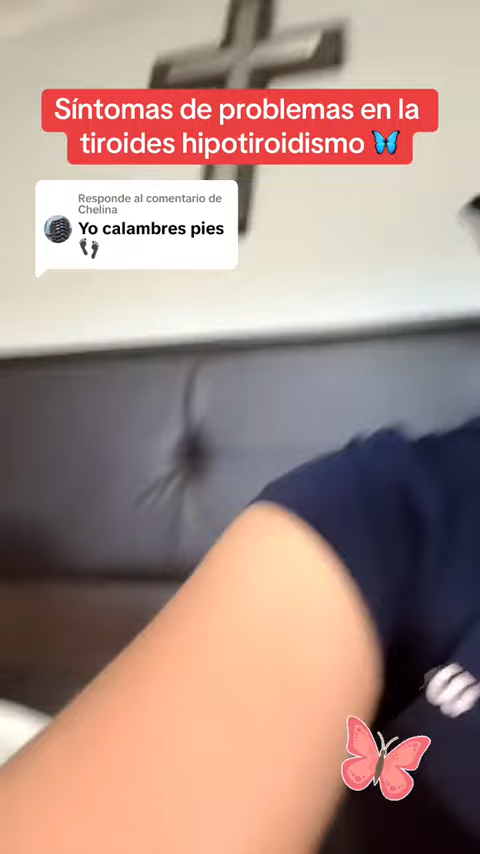 Síntomas de problemas en la
tiroides hipotiroidismo 🦋
Responde al comentario de
Chelina
Yo calambres pies
👣